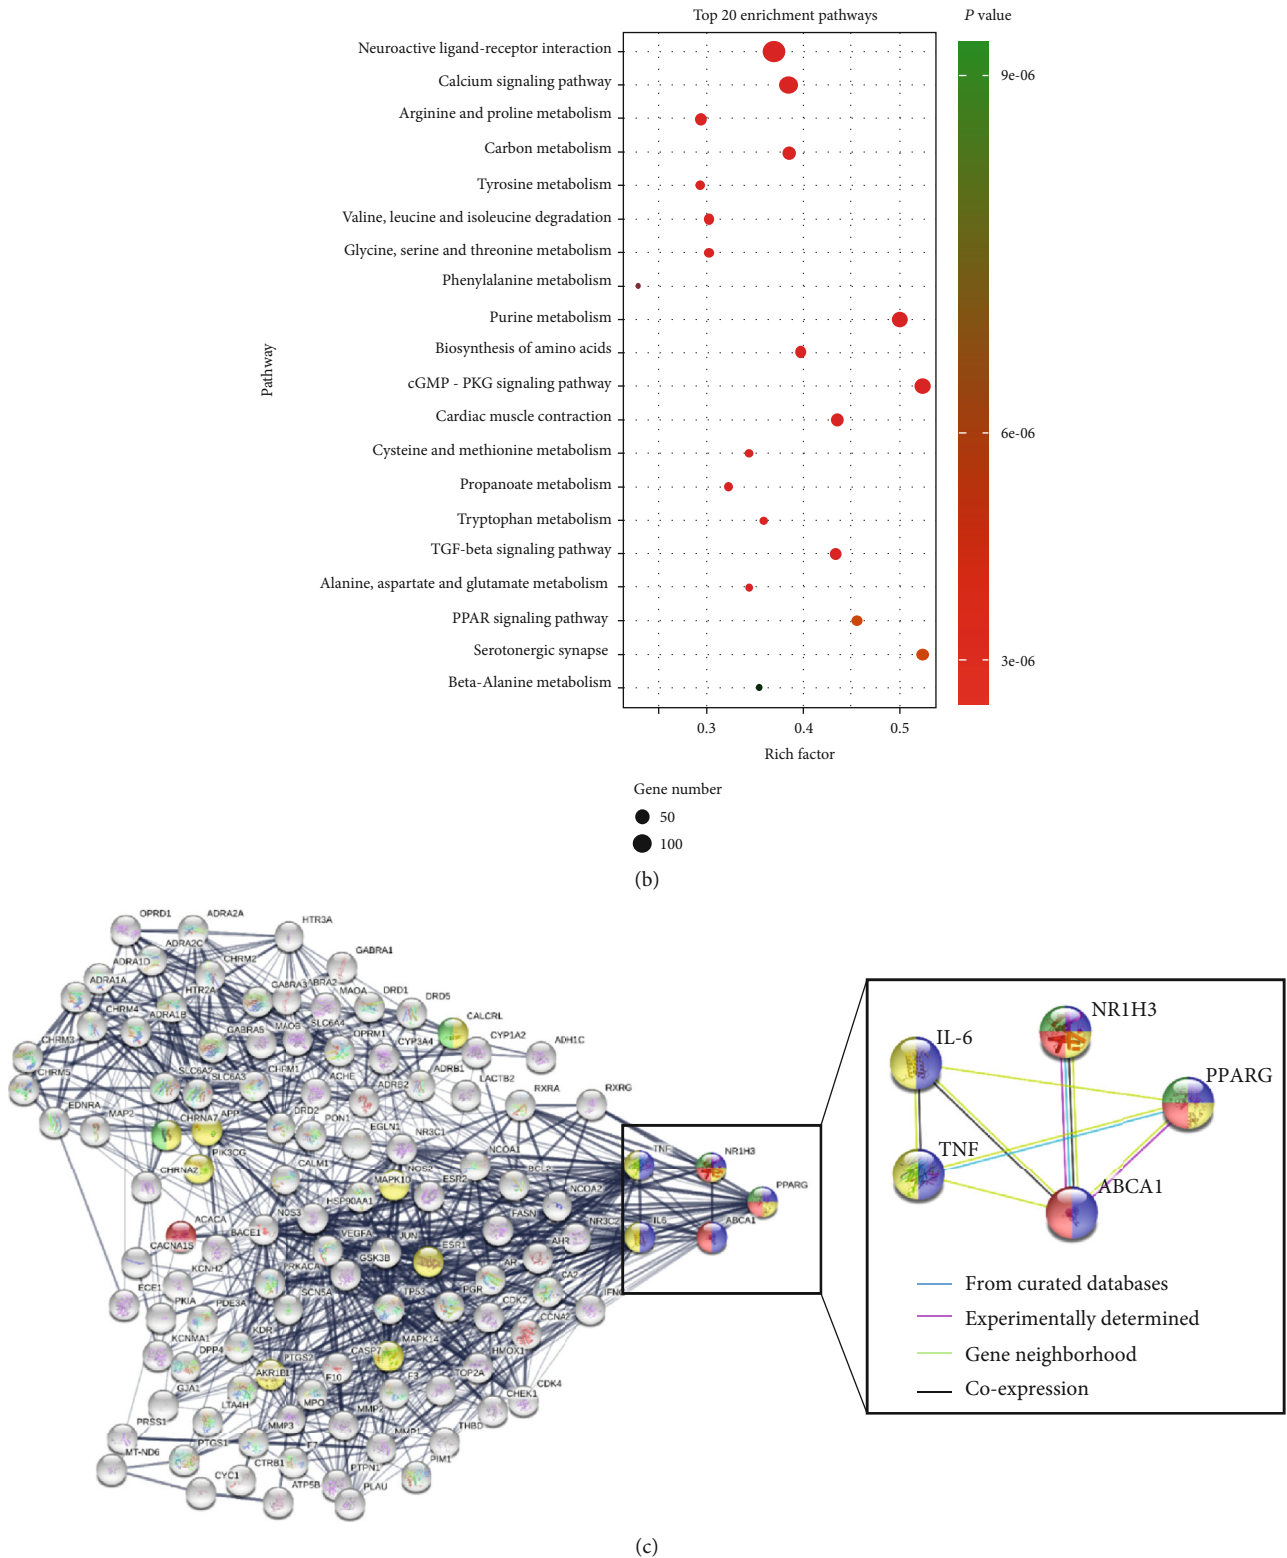 Top 20 enrichment pathways
P value
Neuroactive ligand-receptor interaction
Calcium signaling pathway
Arginine and proline metabolism
Carbon metabolism
Tyrosine metabolism
Valine, leucine and isoleucine degradation
Glycine, serine and threonine metabolism
Phenylalanine metabolism
Purine metabolism
Biosynthesis of amino acids
cGMP - PKG signaling pathway
Cardiac muscle contraction
Cysteine and methionine metabolism
Propanoate metabolism
Tryptophan metabolism
TGF-beta signaling pathway
Alanine, aspartate and glutamate metabolism
PPAR signaling pathway
Serotonergic synapse
Beta-Alanine metabolism
Pathway
9e-06
6e-06
3e-06
0.3
0.4
0.5
Rich factor
Gene number
50
100
(b)
OPRD1
ADRA2A
HTR3A
ADRA2C
ADRA1D
CHRM2
GABRA1
ADRA1A
HTR2A
GABRA3
ABRA2
MAOA
DRD1
DRD5
CHRM4
ADRA1B
SLC6A4
CALCRL
GABRA5
MAOB
OPRM1
CYP3A4
CYP1A2
ADH1C
CHRM3
CHRM5
SLC6A2
SLC6A3
CHRM1
ACHE
ADRB2
ADRB1
LACTB2
RXRA
RXRG
EDNRA
MAP2
CHRNA7
APP
DRD2
PON1
EGLN1
NR3C1
NCOA1
CHRNA2
PIK3CG
CALM1
NOS2
MAPK10
ESR2
BCL2
NCOA2
HSP90AA1
NOS3
FASN
NR3C2
ACACA
BACE1
VEGFA
JUN
ESR1
AHR
CACNA1S
KCNH2
PRKACA
GSK3B
AR
CA2
ECE1
PKIA
PDE3A
SCN5A
TP53
PGR
CDK2
IFNG
CCNA2
KCNMA1
KDR
MAPK14
HMOX1
DPP4
PTGS2
CASP7
GJA1
AKR1B1
F10
F3
TOP2A
CHEK1
CDK4
LTA4H
MPO
MMP2
PRSS1
MMP3
THBD
MT-ND6
PTGS1
F7
MMP1
CTRB1
PTPN1
PIM1
CYC1
ATP5B
PLAU
TNF
NR1H3
PPARG
IL6
ABCA1
NR1H3
IL-6
PPARG
TNF
ABCA1
From curated databases
Experimentally determined
Gene neighborhood
Co-expression
(c)